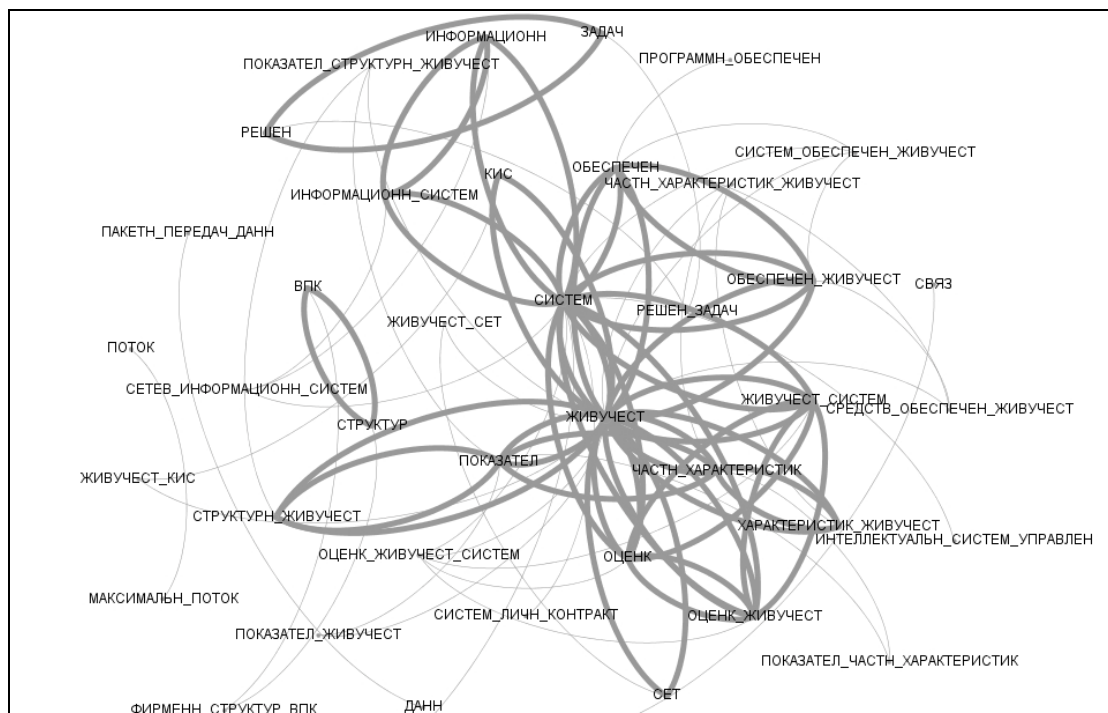 ЗАДАЧ
ИНФОРМАЦИОНН
ПРОГРАММН_ОБЕСПЕЧЕН
ПОКАЗАТЕЛ_СТРУКТУРН_ЖИВУЧЕСТ
РЕШЕН
СИСТЕМ_ОБЕСПЕЧЕН_ЖИВУЧЕСТ
ОБЕСПЕЧЕН
КИС
ЧАСТН_ХАРАКТЕРИСТИК_ЖИВУЧЕСТ
ИНФОРМАЦИОНН_СИСТЕМ
ПАКЕТН_ПЕРЕДАЧ_ДАНН
ОБЕСПЕЧЕН_ЖИВУЧЕСТ
СВЯЗ
ВПК
СИСТЕМ
РЕШЕН_ЗАДАЧ
ЖИВУЧЕСТ_СЕТ
ПОТОК
СЕТЕВ_ИНФОРМАЦИОНН_СИСТЕМ
ЖИВУЧЕСТ_СИСТЕМ
СРЕДСТВ_ОБЕСПЕЧЕН_ЖИВУЧЕСТ
ЖИВУЧЕСТ
СТРУКТУР
ПОКАЗАТЕЛ
ЧАСТН_ХАРАКТЕРИСТИК
ЖИВУЧЕСТ_КИС
СТРУКТУРН_ЖИВУЧЕСТ
ХАРАКТЕРИСТИК_ЖИВУЧЕСТ
ИНТЕЛЛЕКТУАЛЬН_СИСТЕМ_УПРАВЛЕН
ОЦЕНК_ЖИВУЧЕСТ_СИСТЕМ
ОЦЕНК
МАКСИМАЛЬН_ПОТОК
СИСТЕМ_ЛИЧН_КОНТРАКТ
ОЦЕНК_ЖИВУЧЕСТ
ПОКАЗАТЕЛ_ЖИВУЧЕСТ
ПОКАЗАТЕЛ_ЧАСТН_ХАРАКТЕРИСТИК
СЕТ
ДАНН
ФИРМЕНН_СТРУКТУР_ВПК